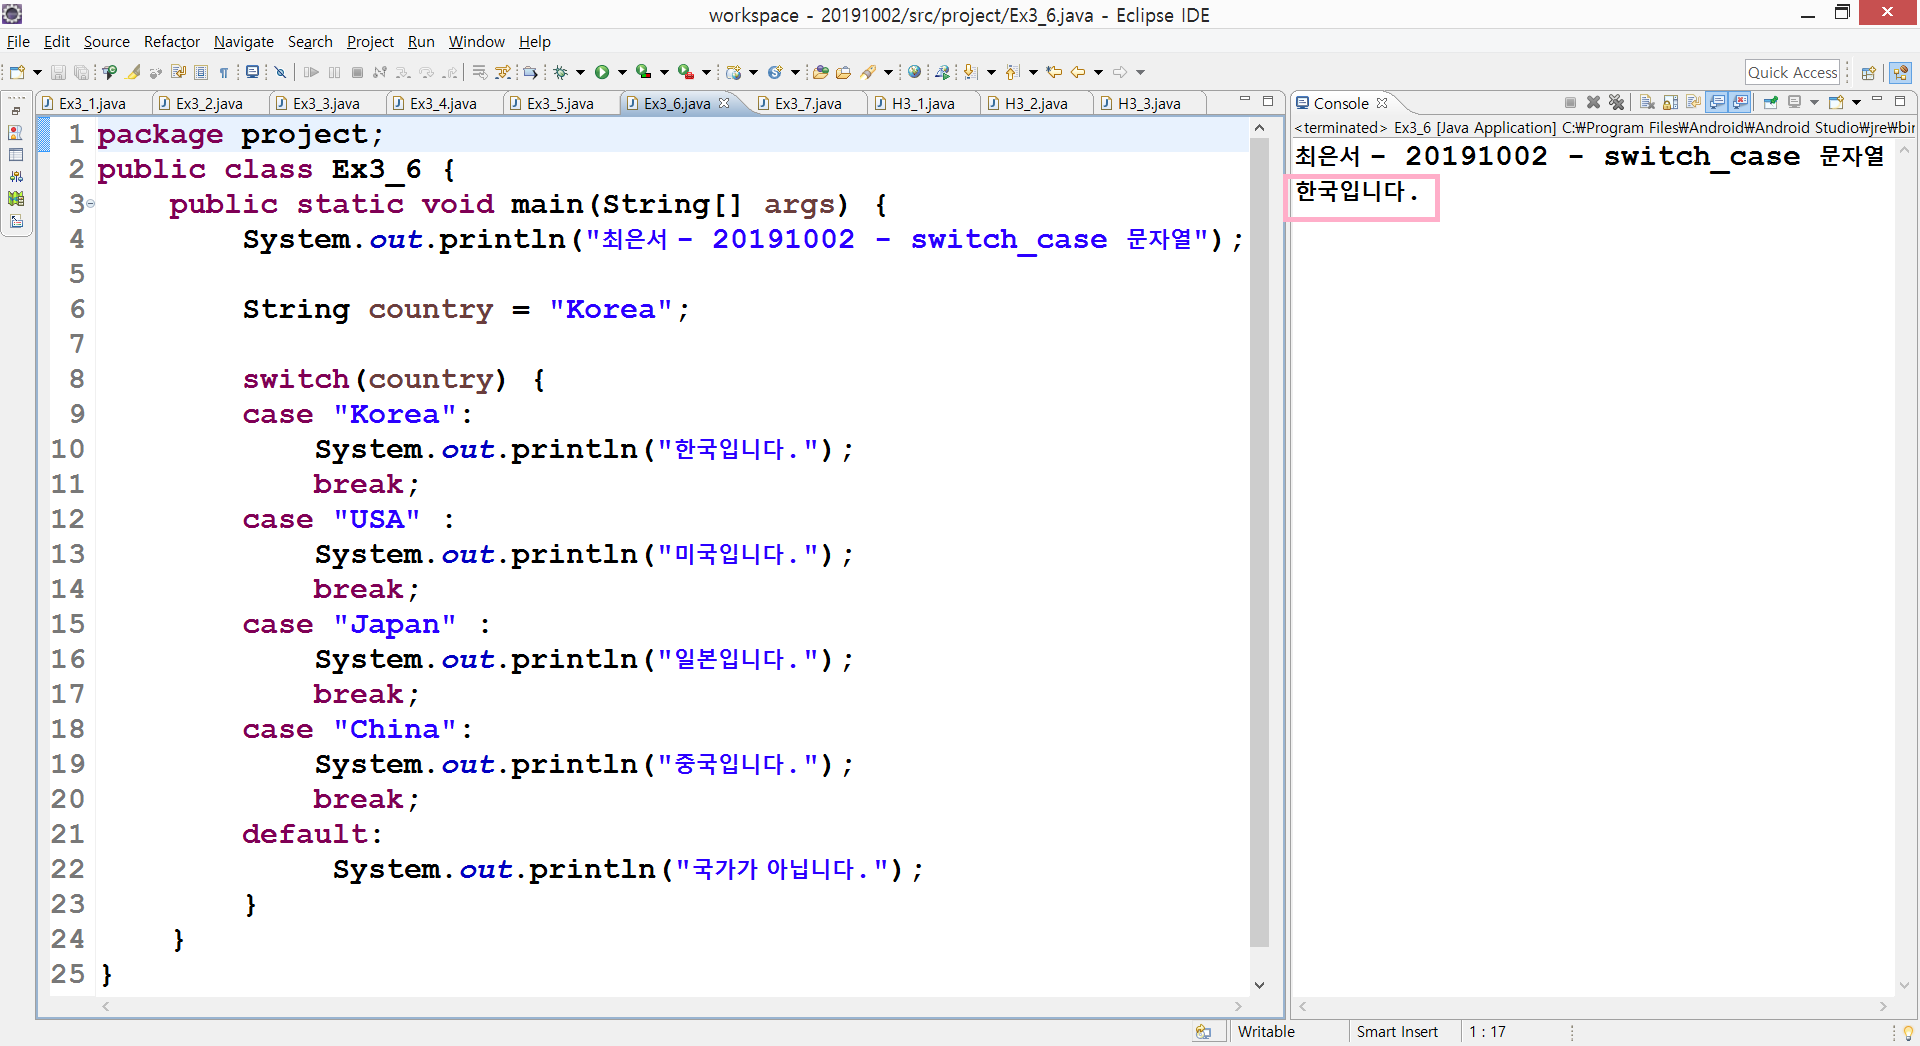 workspace - 20191002/src/project/Ex3_6.java - Eclipse IDE
File Edit Source Refactor Navigate Search Project Run Window Help
Quick Access
Ex3_1.java Ex3_2.java Ex3_3.java Ex3_4.java Ex3_5.java Ex3_6.java Ex3_7.java H3_1.java H3_2.java H3_3.java
1 package project;
2 public class Ex3_6 {
3 public static void main(String[] args) {
4 System.out.println("최은서 - 20191002 - switch_case 문자열");
5
6 String country = "Korea";
7
8 switch(country) {
9 case "Korea":
10 System.out.println("한국입니다.");
11 break;
12 case "USA" :
13 System.out.println("미국입니다.");
14 break;
15 case "Japan" :
16 System.out.println("일본입니다.");
17 break;
18 case "China":
19 System.out.println("중국입니다.");
20 break;
21 default:
22 System.out.println("국가가 아닙니다.");
23 }
24 }
25 }
Console
<terminated> Ex3_6 [Java Application] C:₩Program Files₩Android₩Android Studio₩jre₩bir
최은서 - 20191002 - switch_case 문자열
한국입니다.
Writable Smart Insert 1 : 17